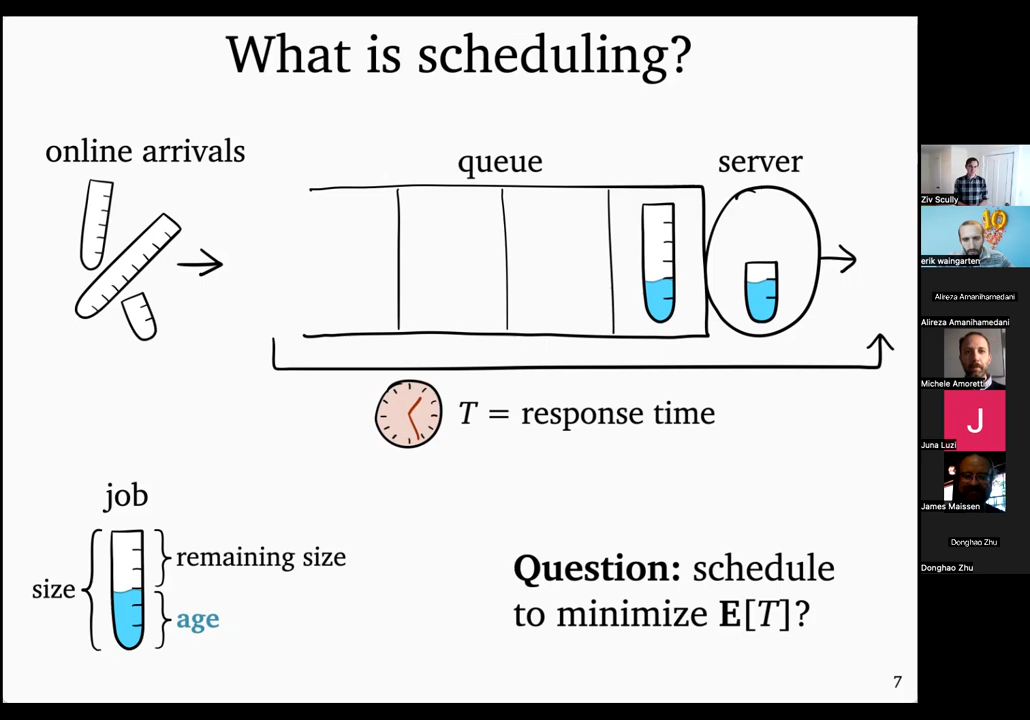 What is scheduling?
online arrivals
queue
server
T = response time
job
size
remaining size
age
Question: schedule
to minimize E[T]?
7
Ziv Scully
10
erik waingarten
Alireza Amanihamedani
Alireza Amanihamedani
Michele Amoretti
J
Juna Luzi
James Maissen
Donghao Zhu
Donghao Zhu